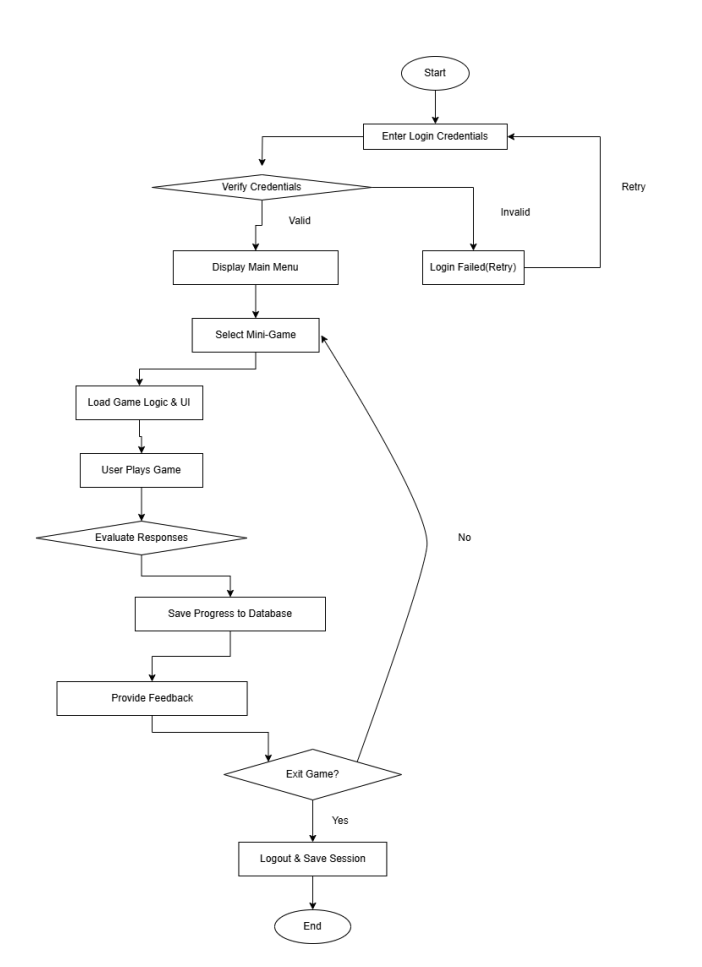 Start
Enter Login Credentials
Verify Credentials
Retry
Invalid
Valid
Display Main Menu
Login Failed(Retry)
Select Mini-Game
Load Game Logic & UI
User Plays Game
Evaluate Responses
No
Save Progress to Database
Provide Feedback
Exit Game?
Yes
Logout & Save Session
End